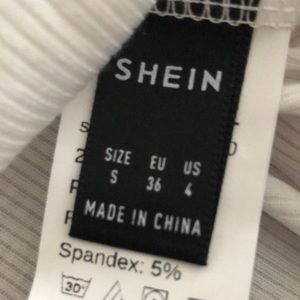 SHEIN
SIZE EU US
S 36 4
MADE IN CHINA
Spandex: 5%
30°